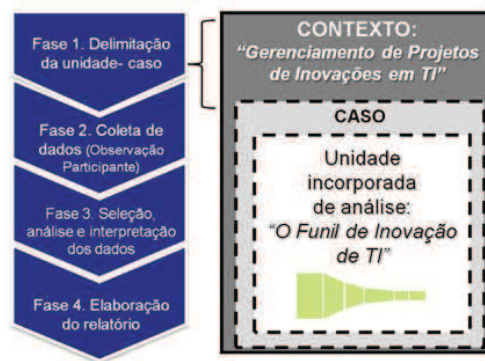 Fase 1. Delimitação
da unidade- caso
Fase 2. Coleta de
dados (Observação
Participante)
Fase 3. Seleção,
análise e interpretação
dos dados
Fase 4. Elaboração
do relatório
CONTEXTO:
“Gerenciamento de Projetos
de Inovações em TI”
CASO
Unidade
incorporada
de análise:
“O Funil de Inovação
de TI”